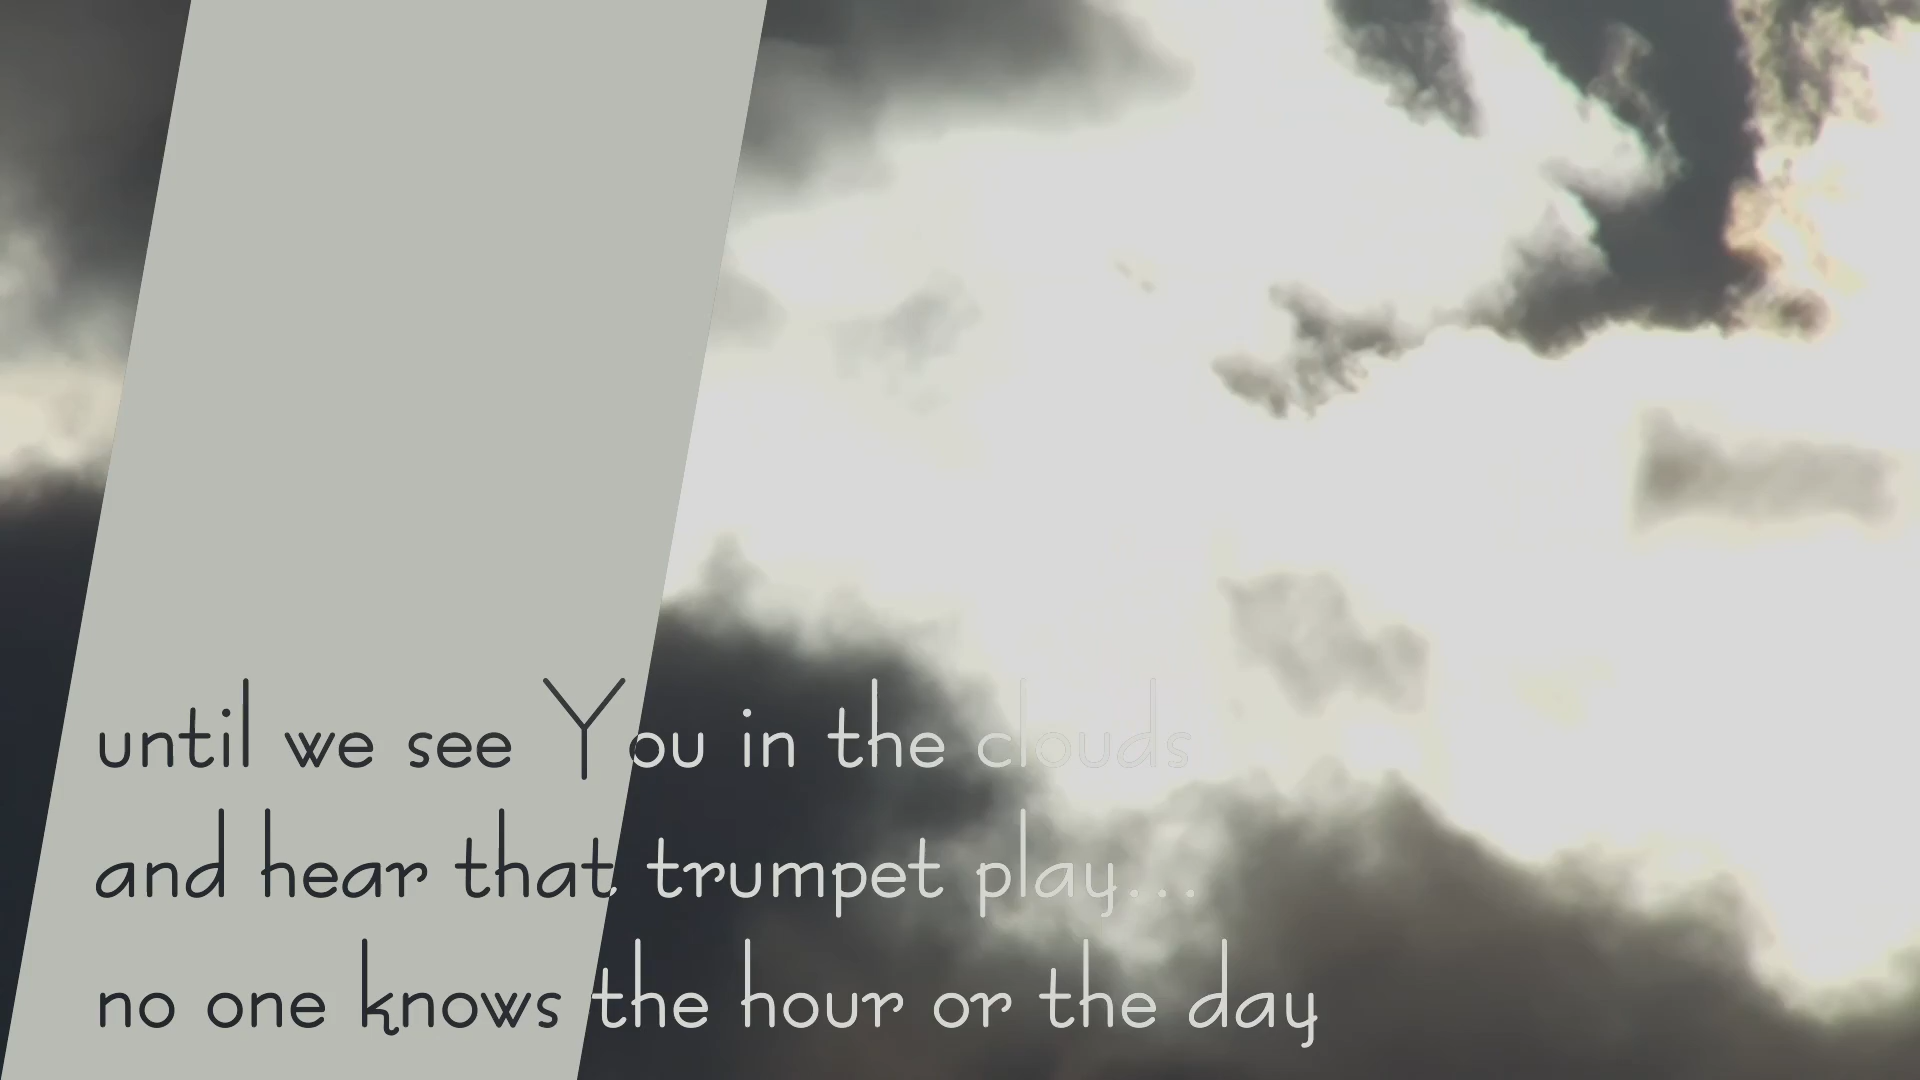 until we see You in the clouds
and hear that trumpet play...
no one knows the hour or the day